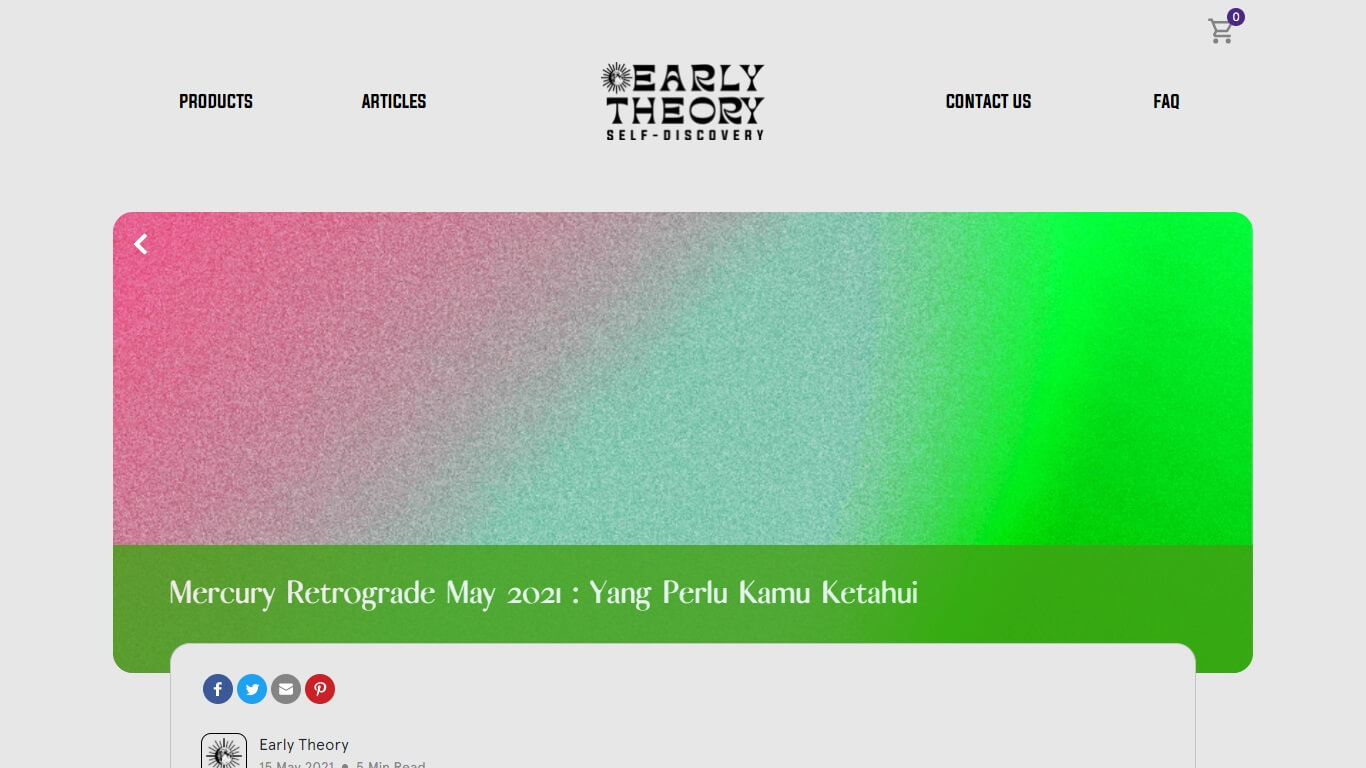 0
PRODUCTS
ARTICLES
EARLY
THEORY
SELF-DISCOVERY
CONTACT US
FAQ
Mercury Retrograde May 2021 : Yang Perlu Kamu Ketahui
Early Theory
15 May 2021 • 5 Min Read